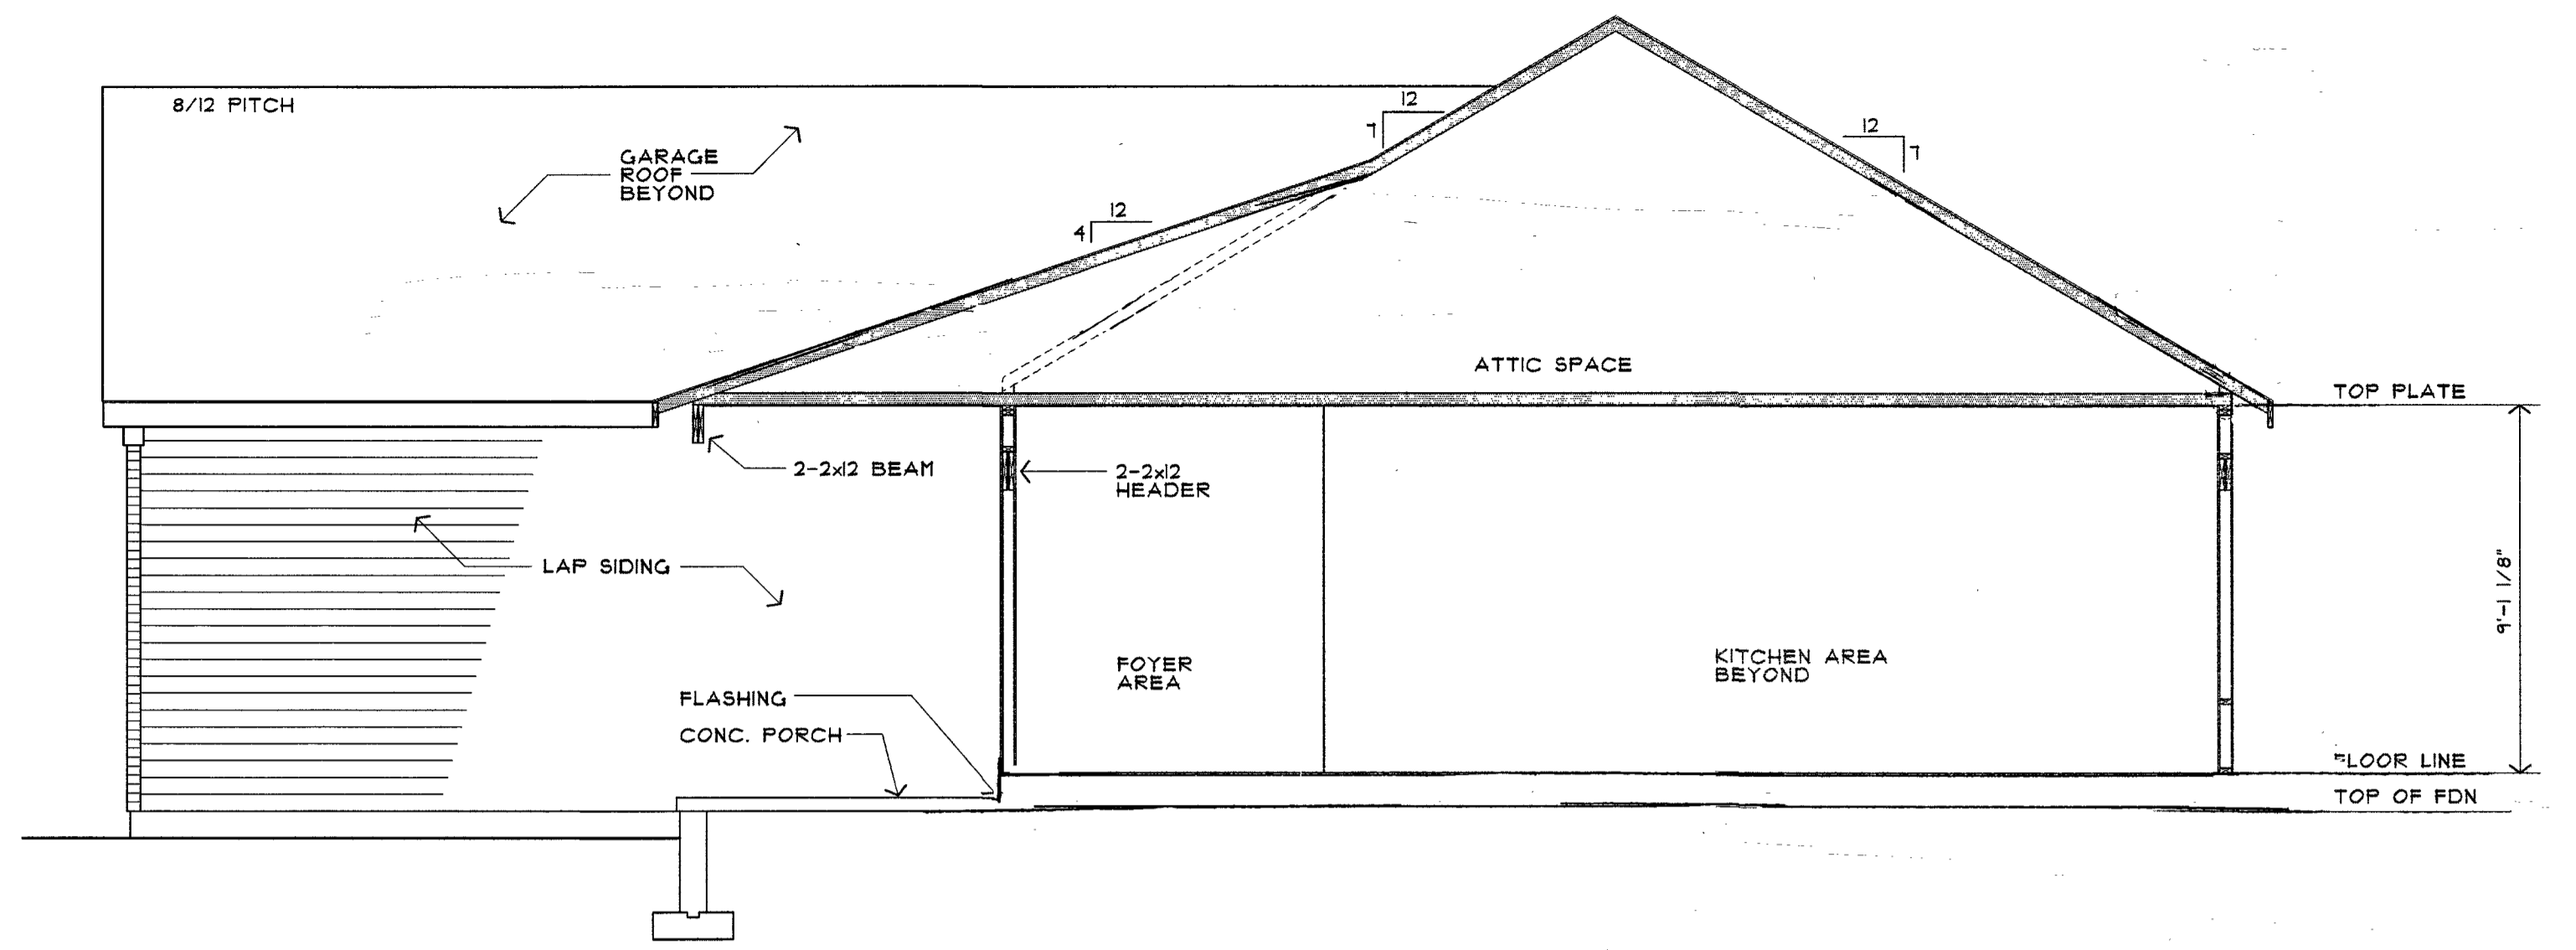 8/12 PITCH
12
7
12
7
GARAGE
ROOF
BEYOND
12
4
ATTIC SPACE
TOP PLATE
2-2x12 BEAM
2-2x12
HEADER
LAP SIDING
9'-1 1/8"
FOYER
AREA
KITCHEN AREA
BEYOND
FLASHING
CONC. PORCH
FLOOR LINE
TOP OF FDN